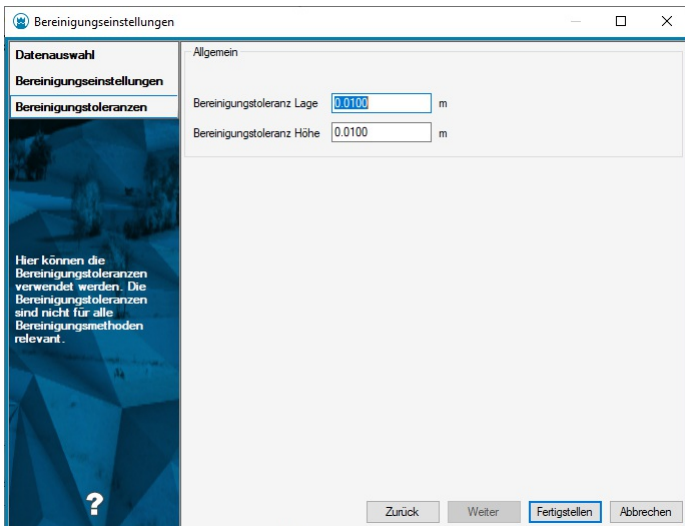 Bereinigungseinstellungen
Datenauswahl
Bereinigungseinstellungen
Bereinigungstoleranzen
Hier können die
Bereinigungstoleranzen
verwendet werden. Die
Bereinigungstoleranzen
sind nicht für alle
Bereinigungsmethoden
relevant.
?
Allgemein
Bereinigungstoleranz Lage 0.0100 m
Bereinigungstoleranz Höhe 0.0100 m
Zurück Weiter Fertigstellen Abbrechen